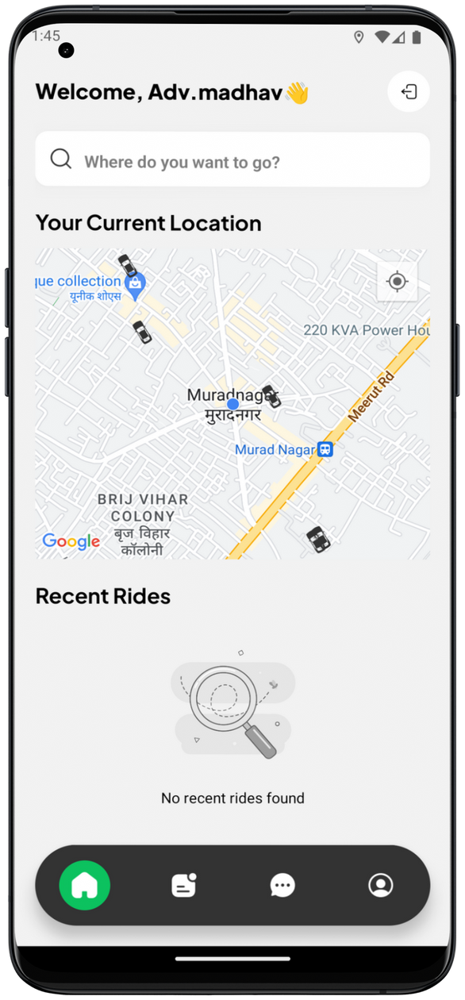 1:45
Welcome, Adv.madhav👋
Where do you want to go?
Your Current Location
que collection
यूनीक शोएस
220 KVA Power Hou
Muradnagar
मुरादनगर
Meerut Rd
Murad Nagar
BRIJ VIHAR
COLONY
बृज विहार
कॉलोनी
Google
Recent Rides
No recent rides found